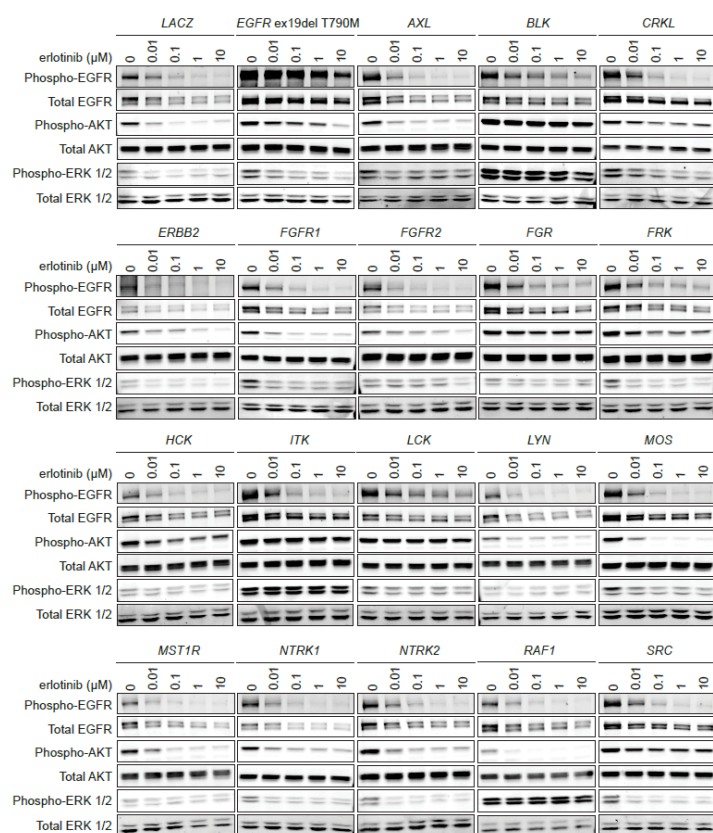 LACZ EGFR ex19del T790M AXL BLK CRKL
erlotinib (μM) 0 0.01 0.1 1 10 0 0.01 0.1 1 10 0 0.01 0.1 1 10 0 0.01 0.1 1 10 0 0.01 0.1 1 10
Phospho-EGFR
Total EGFR
Phospho-AKT
Total AKT
Phospho-ERK 1/2
Total ERK 1/2
ERBB2 FGFR1 FGFR2 FGR FRK
erlotinib (μM) 0 0.01 0.1 1 10 0 0.01 0.1 1 10 0 0.01 0.1 1 10 0 0.01 0.1 1 10 0 0.01 0.1 1 10
Phospho-EGFR
Total EGFR
Phospho-AKT
Total AKT
Phospho-ERK 1/2
Total ERK 1/2
HCK ITK LCK LYN MOS
erlotinib (μM) 0 0.01 0.1 1 10 0 0.01 0.1 1 10 0 0.01 0.1 1 10 0 0.01 0.1 1 10 0 0.01 0.1 1 10
Phospho-EGFR
Total EGFR
Phospho-AKT
Total AKT
Phospho-ERK 1/2
Total ERK 1/2
MST1R NTRK1 NTRK2 RAF1 SRC
erlotinib (μM) 0 0.01 0.1 1 10 0 0.01 0.1 1 10 0 0.01 0.1 1 10 0 0.01 0.1 1 10 0 0.01 0.1 1 10
Phospho-EGFR
Total EGFR
Phospho-AKT
Total AKT
Phospho-ERK 1/2
Total ERK 1/2